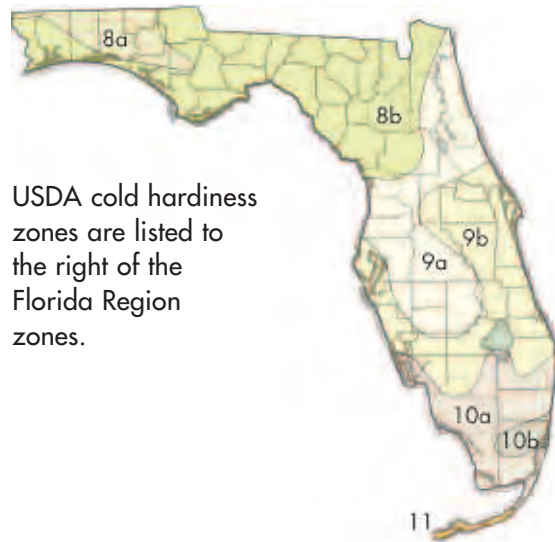 8a
8b
USDA cold hardiness
zones are listed to
the right of the
Florida Region
zones.
9b
9a
10a
10b
11